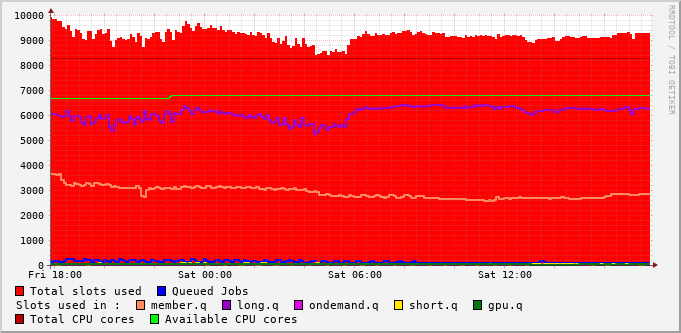 10000
9000
8000
7000
6000
5000
4000
3000
2000
1000
0
Fri 18:00 Sat 00:00 Sat 06:00 Sat 12:00
RRDTOOL / TOBI OETIKER
Total slots used Queued Jobs
Slots used in : member.q long.q ondemand.q short.q gpu.q
Total CPU cores Available CPU cores